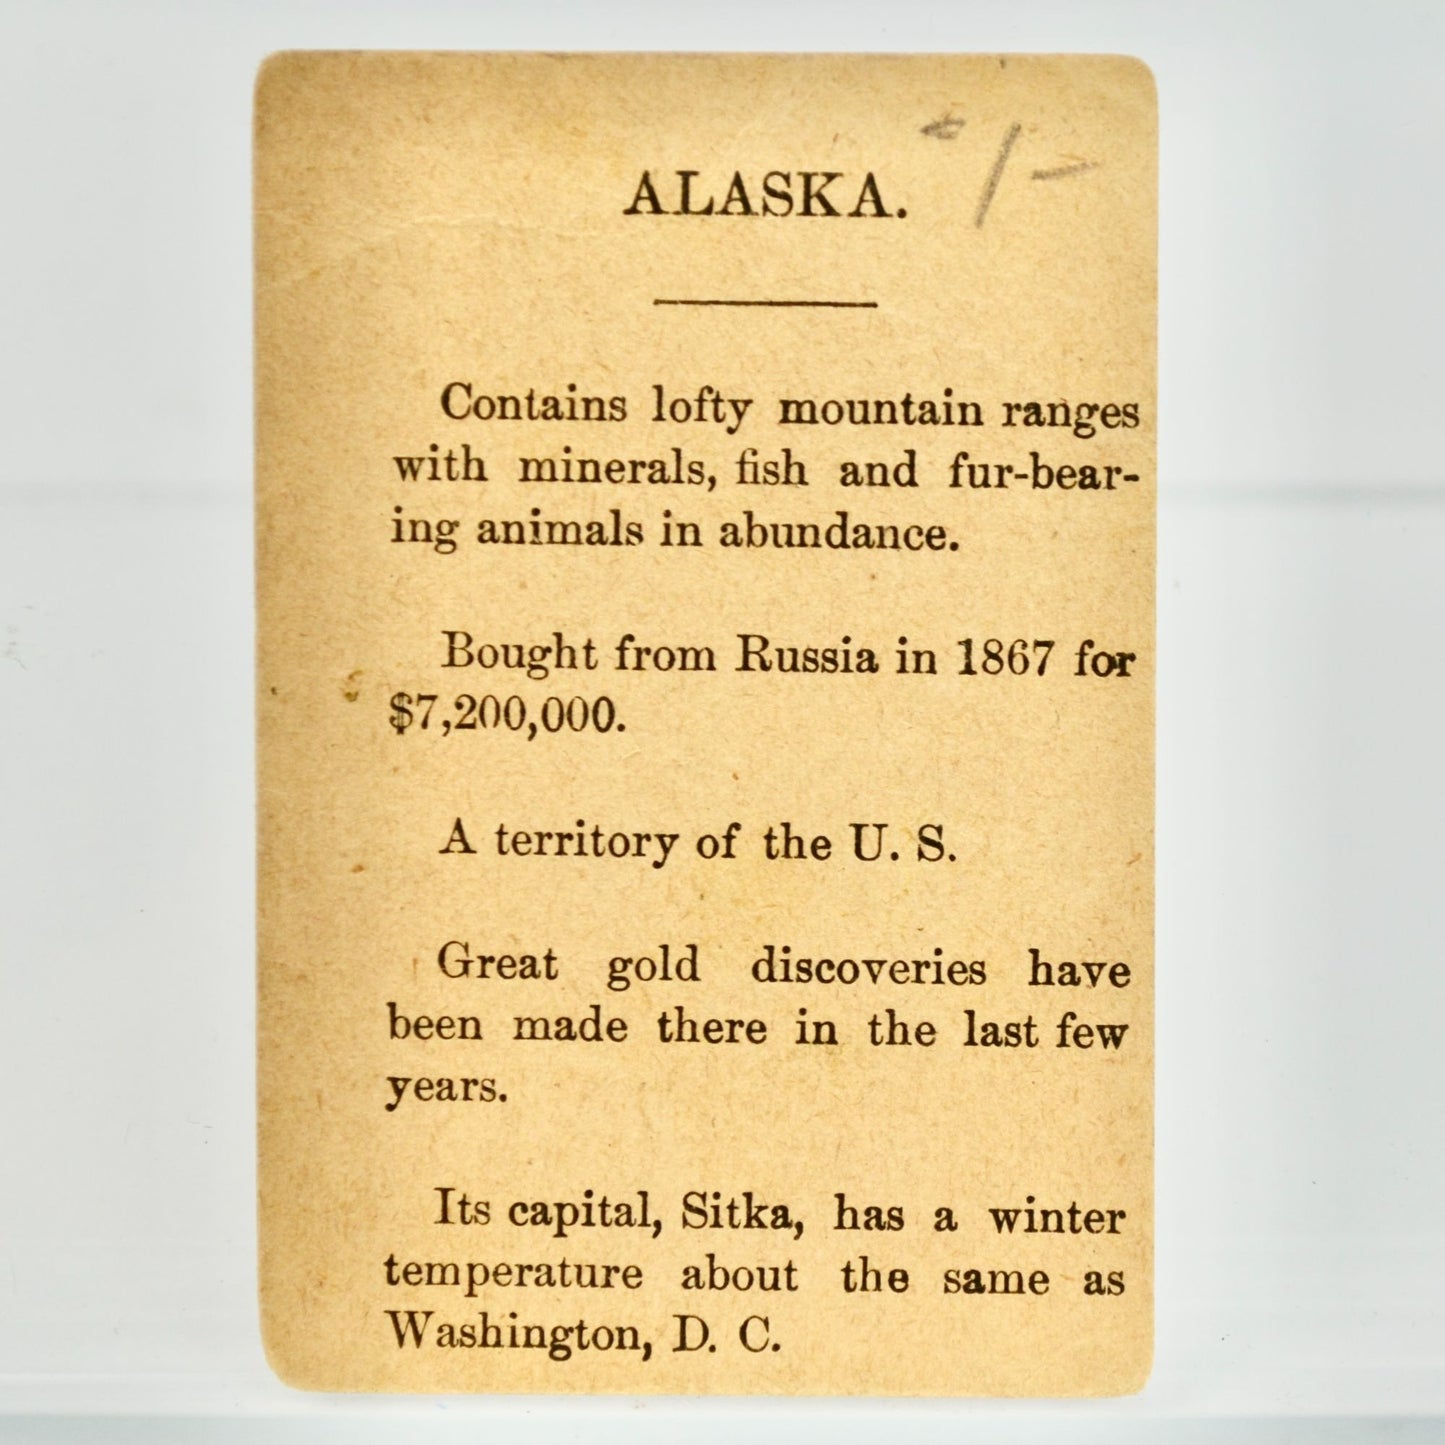 ALASKA.
Contains lofty mountain ranges
with minerals, fish and fur-bear-
ing animals in abundance.
Bought from Russia in 1867 for
$7,200,000.
A territory of the U. S.
Great gold discoveries have
been made there in the last few
years.
Its capital, Sitka, has a winter
temperature about the same as
Washington, D. C.